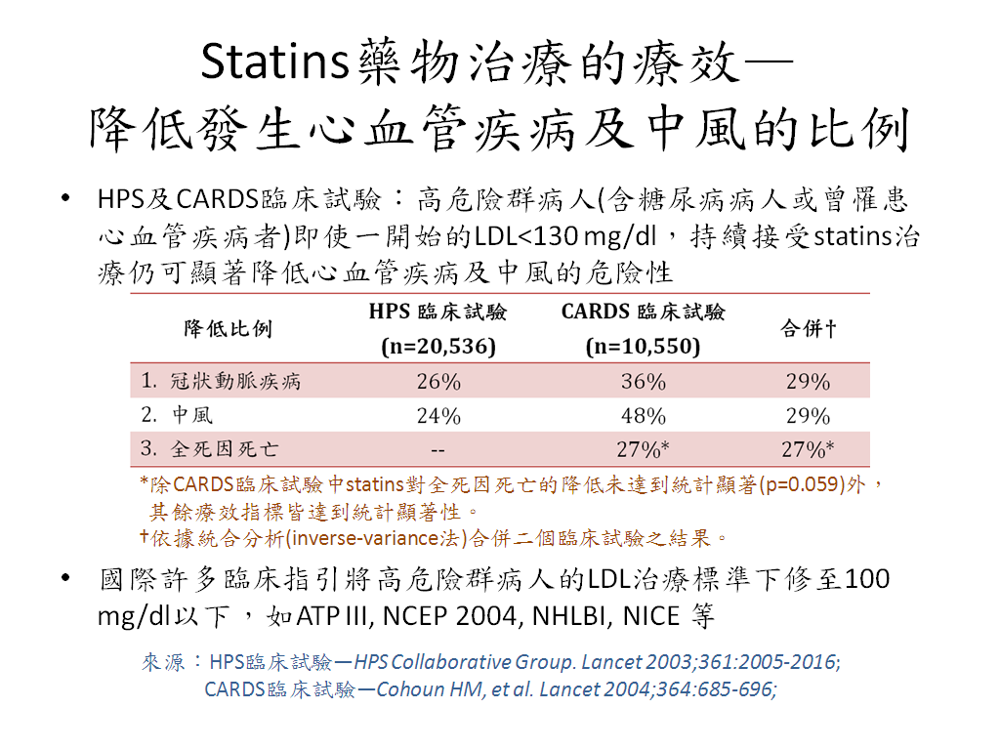 Statins藥物治療的療效—
降低發生心血管疾病及中風的比例
• HPS及CARDS臨床試驗：高危險群病人(含糖尿病病人或曾罹患
心血管疾病者)即使一開始的LDL<130 mg/dl，持續接受statins治
療仍可顯著降低心血管疾病及中風的危險性
降低比例 HPS 臨床試驗 (n=20,536) CARDS 臨床試驗 (n=10,550) 合併†
1. 冠狀動脈疾病 26% 36% 29%
2. 中風 24% 48% 29%
3. 全死因死亡 -- 27%* 27%*
*除CARDS臨床試驗中statins對全死因死亡的降低未達到統計顯著(p=0.059)外，
其餘療效指標皆達到統計顯著性。
†依據統合分析(inverse-variance法)合併二個臨床試驗之結果。
• 國際許多臨床指引將高危險群病人的LDL治療標準下修至100
mg/dl以下，如ATP III, NCEP 2004, NHLBI, NICE 等
來源：HPS臨床試驗—HPS Collaborative Group. Lancet 2003;361:2005-2016;
CARDS臨床試驗—Cohoun HM, et al. Lancet 2004;364:685-696;